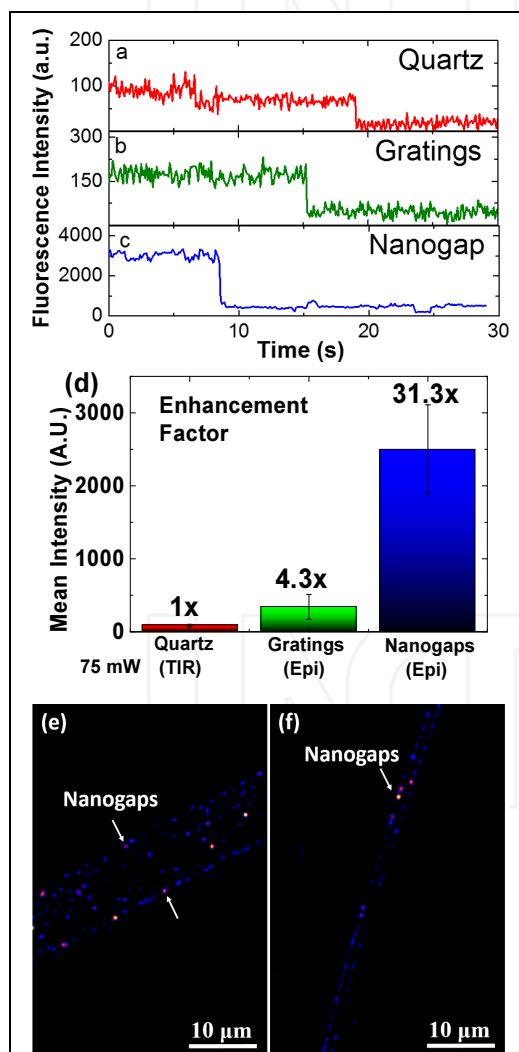 a
Quartz
200
100
0
b
Gratings
300
150
0
c
Nanogap
4000
2000
0
Fluorescence Intensity (a.u.)
0 10 20 30
Time (s)
(d)
Enhancement
Factor
31.3x
4.3x
1x
3000
2000
1000
0
Mean Intensity (A.U.)
Quartz
(TIR)
Gratings
(Epi)
Nanogaps
(Epi)
75 mW
(e)
Nanogaps
10 μm
(f)
Nanogaps
10 μm